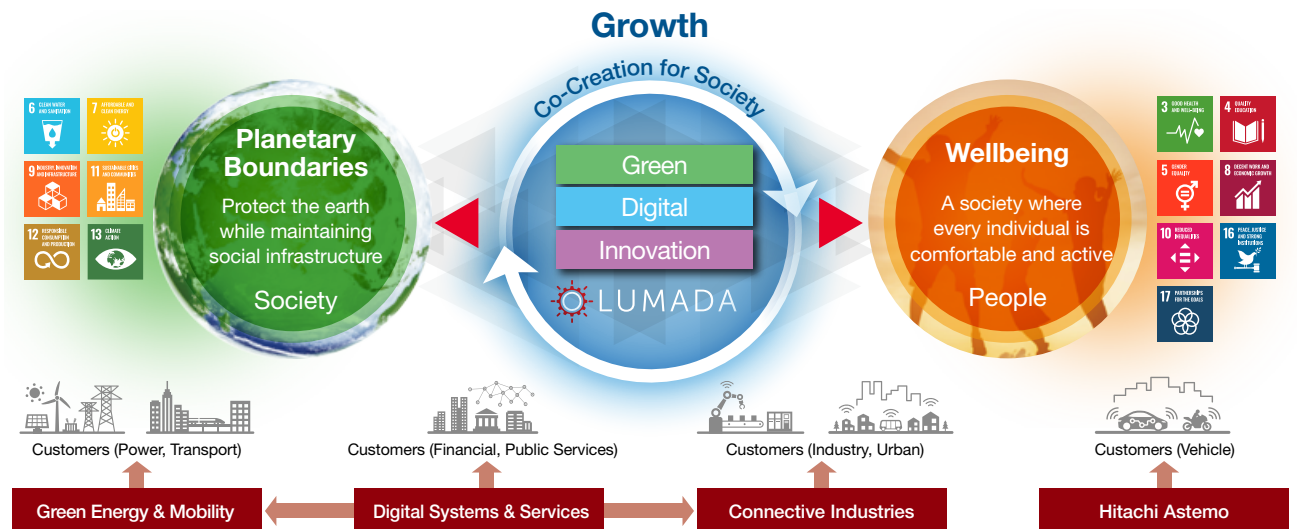 Growth
Co-Creation for Society
6 CLEAN WATER
AND SANITATION
7 AFFORDABLE AND
CLEAN ENERGY
9 INDUSTRY, INNOVATION
AND INFRASTRUCTURE
11 SUSTAINABLE CITIES
AND COMMUNITIES
12 RESPONSIBLE
CONSUMPTION
AND PRODUCTION
13 CLIMATE
ACTION
Planetary
Boundaries
Protect the earth
while maintaining
social infrastructure
Society
Green
Digital
Innovation
LUMADA
Wellbeing
A society where
every individual is
comfortable and active
People
3 GOOD HEALTH
AND WELL-BEING
4 QUALITY
EDUCATION
5 GENDER
EQUALITY
8 DECENT WORK AND
ECONOMIC GROWTH
10 REDUCED
INEQUALITIES
16 PEACE, JUSTICE
AND STRONG
INSTITUTIONS
17 PARTNERSHIPS
FOR THE GOALS
Customers (Power, Transport)
Customers (Financial, Public Services)
Customers (Industry, Urban)
Customers (Vehicle)
Green Energy & Mobility
Digital Systems & Services
Connective Industries
Hitachi Astemo